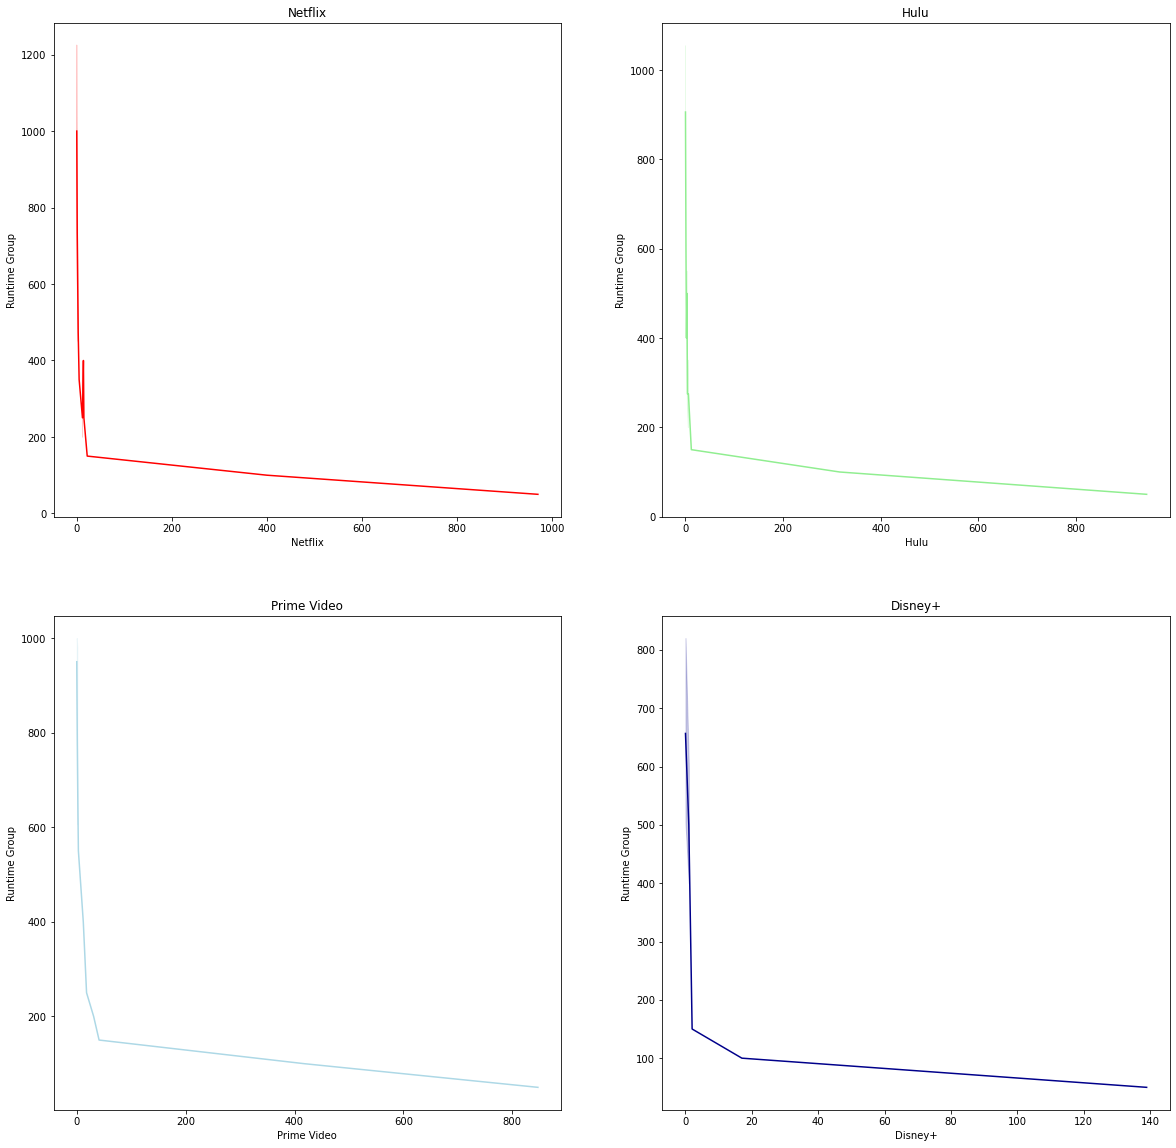 Netflix
1200
1000
800
600
400
200
0
Runtime Group
0 200 400 600 800 1000
Netflix
Hulu
1000
800
600
400
200
0
Runtime Group
0 200 400 600 800
Hulu
Prime Video
1000
800
600
400
200
Runtime Group
0 200 400 600 800
Prime Video
Disney+
800
700
600
500
400
300
200
100
Runtime Group
0 20 40 60 80 100 120 140
Disney+